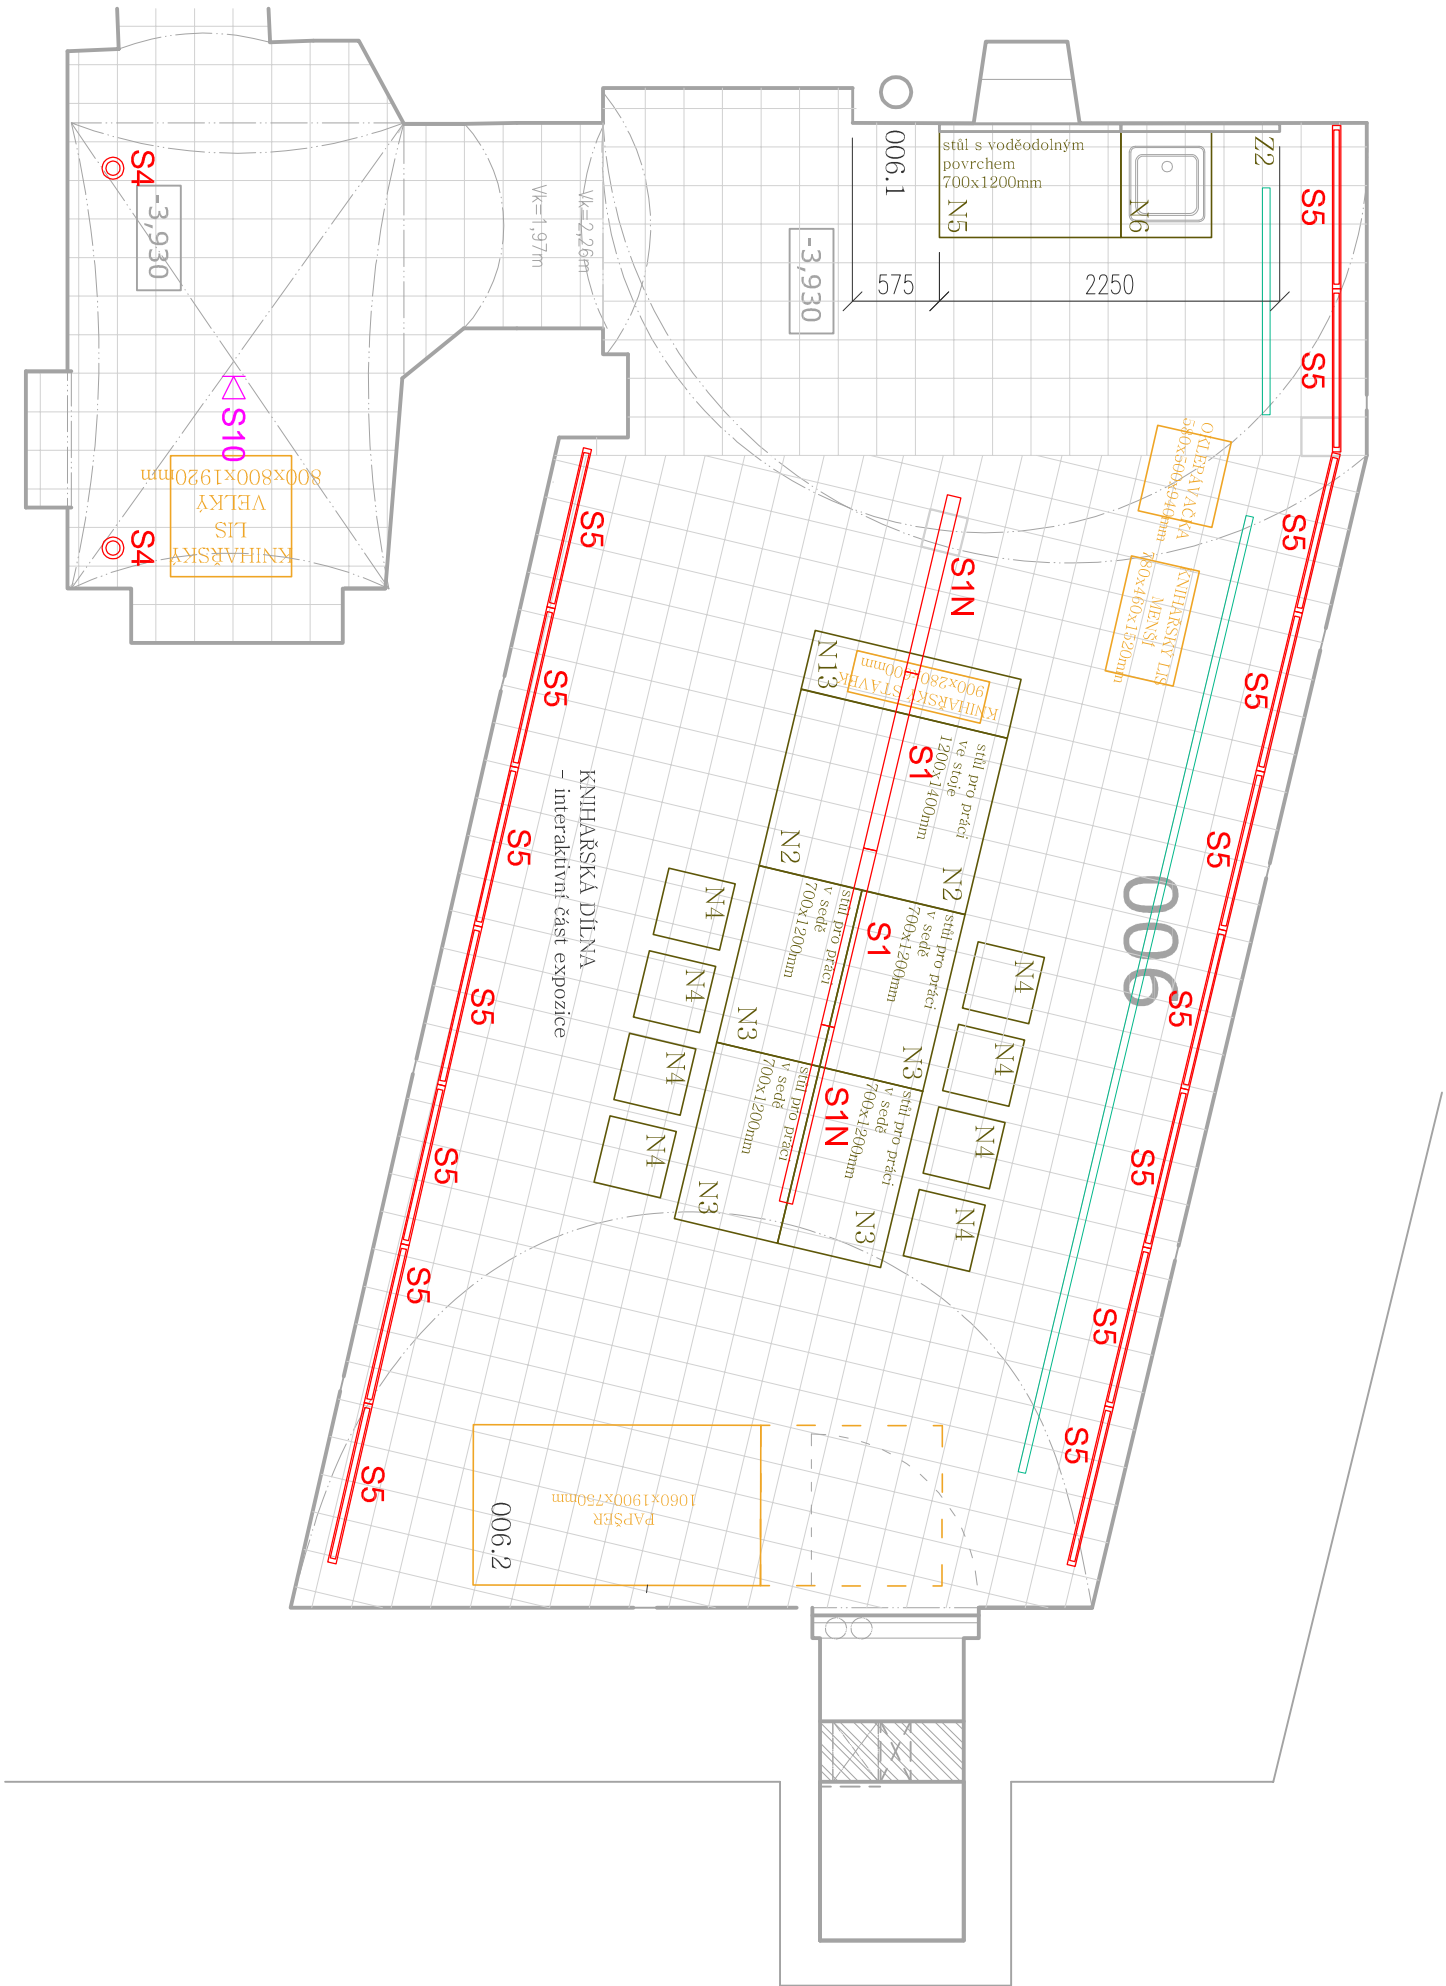 S4
-3,930
S10
800x800x1920mm
VELKÝ
LIS
KNIHAŘSKÝ
S4
Vk=1,97m
Vk=2,26m
-3,930
006.1
stůl s voděodolným
povrchem
700x1200mm
N5
N6
Z2
575
2250
S5
S5
OKLEPÁVAČKA
580x500x940mm
KNIHAŘSKÝ LIS
MENŠÍ
780x460x1520mm
S5
S5
S5
S5
S5
S5
S5
006
S5
S5
S5
S5
S5
S5
S5
S1N
N13
KNIHAŘSKÝ STÁVEK
S1
stůl pro práci
ve stoje
1200x1400mm
N2
N2
stůl pro práci
v sedě
700x1200mm
N3
S1
stůl pro práci
v sedě
700x1200mm
N3
stůl pro práci
v sedě
700x1200mm
N3
S1N
stůl pro práci
v sedě
700x1200mm
N3
N4
N4
N4
N4
N4
N4
N4
N4
KNIHAŘSKÁ DÍLNA
- interaktivní část expozice
PAPŠER
1060x1900x750mm
006.2